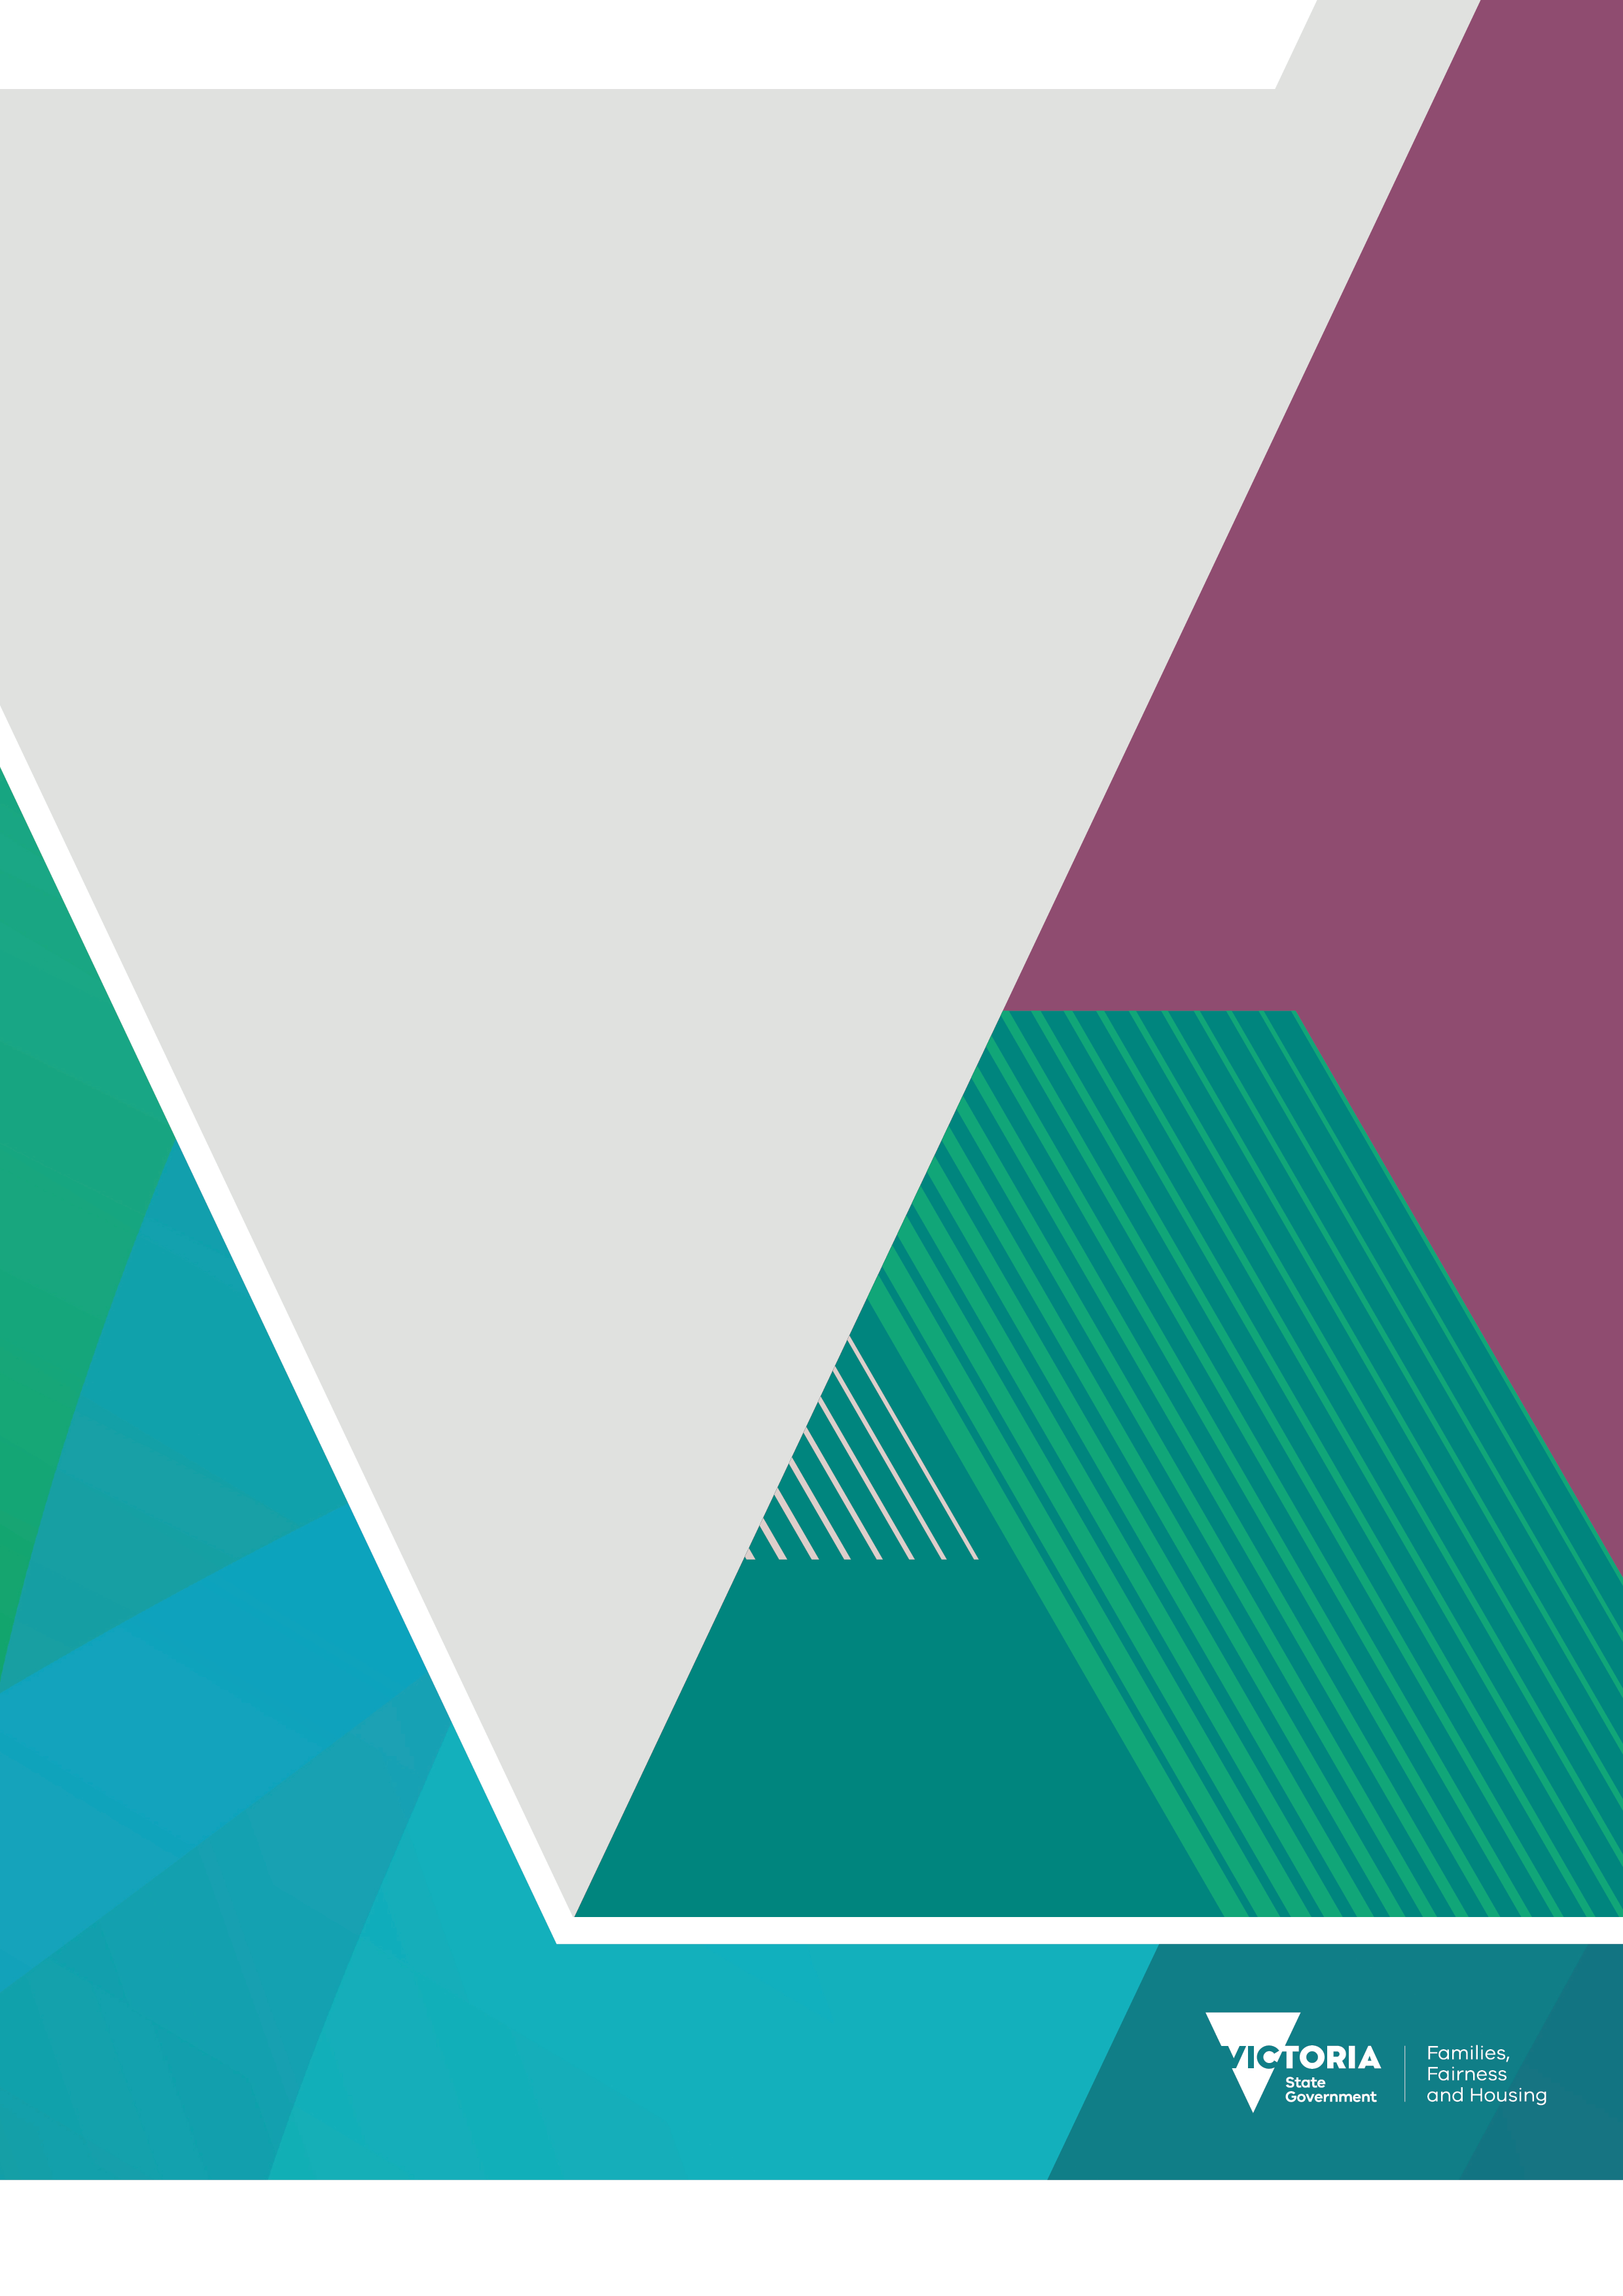 VICTORIA
State
Government
Families,
Fairness
and Housing